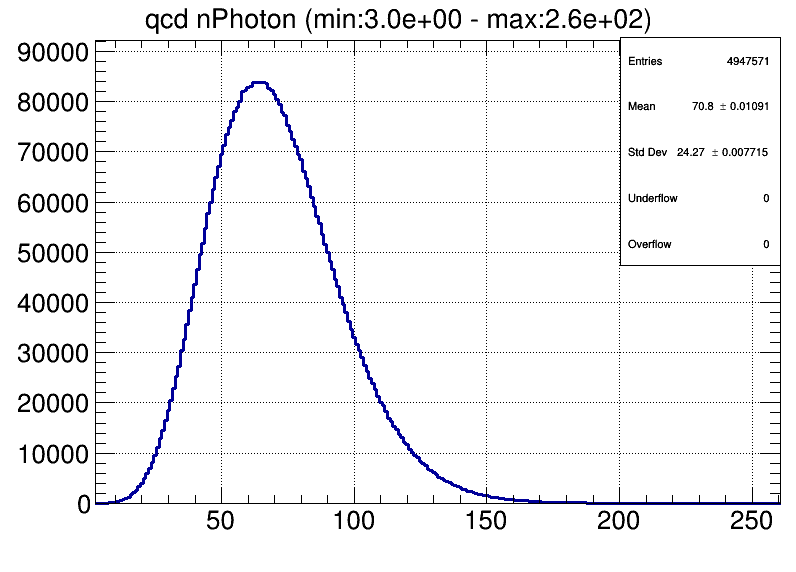 qcd nPhoton (min:3.0e+00 - max:2.6e+02)
90000
80000
70000
60000
50000
40000
30000
20000
10000
0
50 100 150 200 250
Entries 4947571
Mean 70.8 ± 0.01091
Std Dev 24.27 ± 0.007715
Underflow 0
Overflow 0